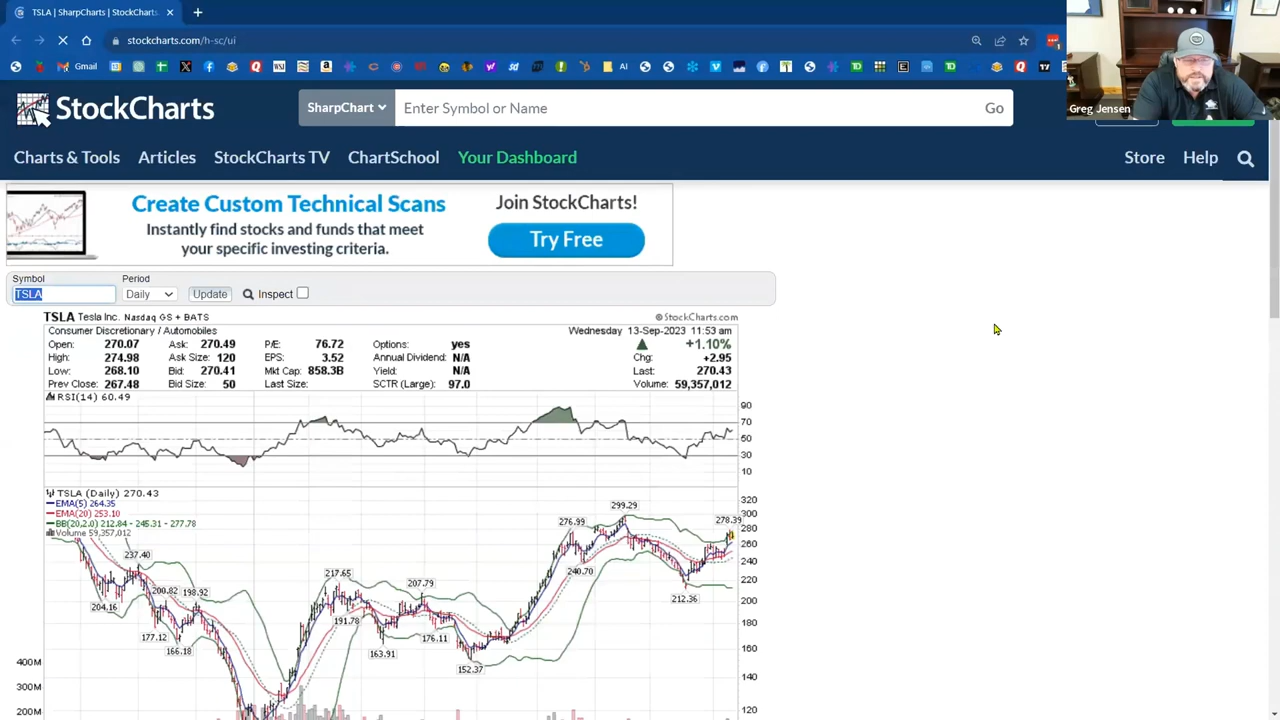 TSLA | SharpCharts | StockCharts
stockcharts.com/h-sc/ui
Gmail
AI
StockCharts
SharpChart
Enter Symbol or Name
Go
Greg Jensen
Charts & Tools
Articles
StockCharts TV
ChartSchool
Your Dashboard
Store
Help
Create Custom Technical Scans
Instantly find stocks and funds that meet
your specific investing criteria.
Join StockCharts!
Try Free
Symbol
Period
TSLA
Daily
Update
Inspect
TSLA Tesla Inc. Nasdaq GS + BATS
© StockCharts.com
Consumer Discretionary / Automobiles
Wednesday 13-Sep-2023 11:53 am
Open: 270.07 Ask: 270.49 P/E: 76.72 Options: yes +1.10%
High: 274.98 Ask Size: 120 EPS: 3.52 Annual Dividend: N/A Chg: +2.95
Low: 268.10 Bid: 270.41 Mkt Cap: 858.3B Yield: N/A Last: 270.43
Prev Close: 267.48 Bid Size: 50 Last Size: SCTR (Large): 97.0 Volume: 59,357,012
RSI(14) 60.49
90
70
50
30
10
TSLA (Daily) 270.43
EMA(5) 264.35
EMA(20) 253.10
BB(20,2.0) 212.84 - 245.31 - 277.78
Volume 59,357,012
320
300
280
260
240
220
200
180
160
140
120
299.29
276.99
278.39
237.40
240.70
217.65
207.79
200.82
198.92
204.16
212.36
191.78
177.12
176.11
166.18
163.91
152.37
400M
300M
200M